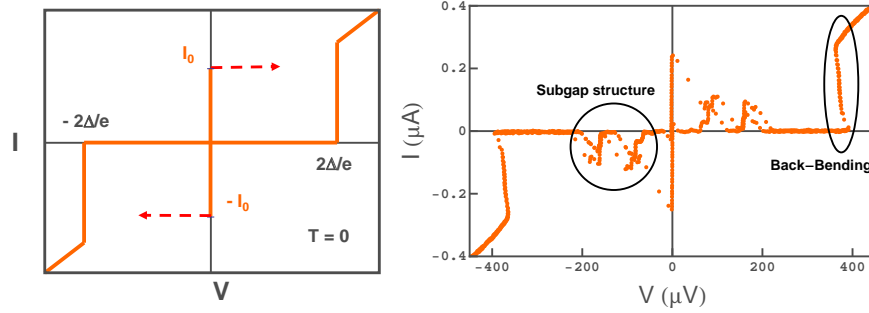 I₀
- 2Δ/e
I
2Δ/e
- I₀
T = 0
V
0.4
Subgap structure
0.2
I (μA)
0
Back−Bending
-0.2
-0.4
-400
-200
0
200
400
V (μV)